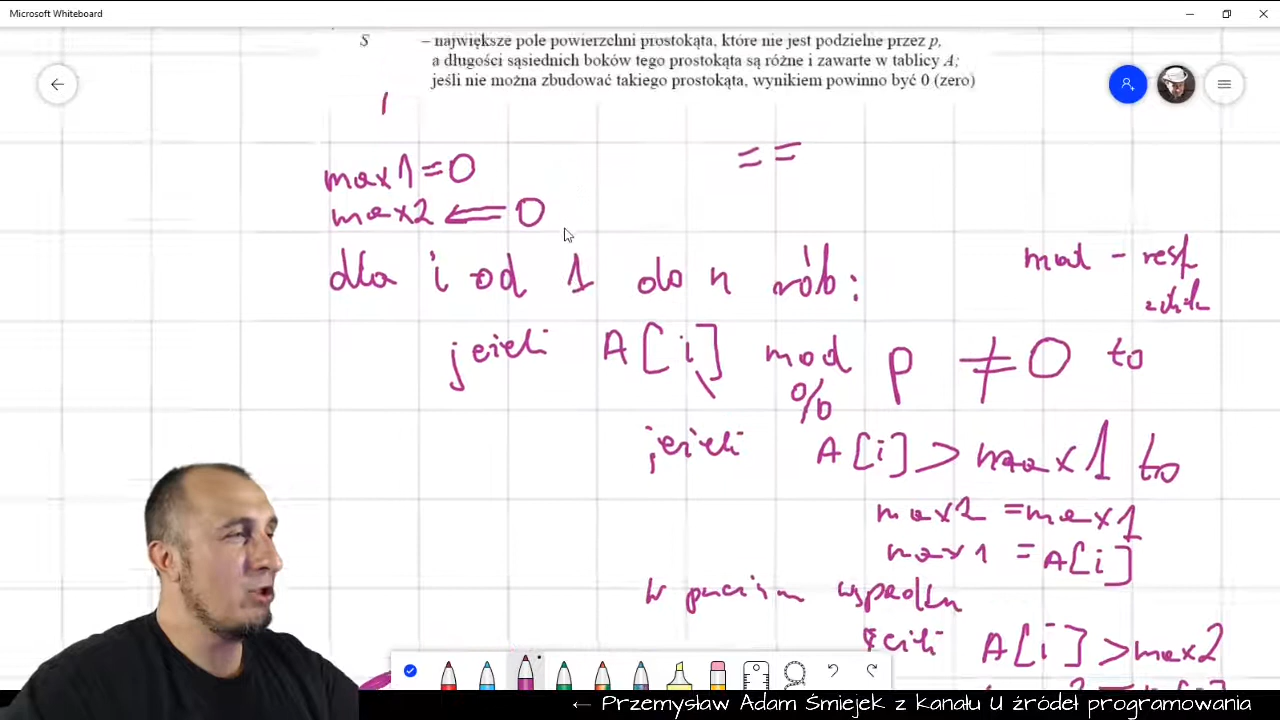 Microsoft Whiteboard
S – największe pole powierzchni prostokąta, które nie jest podzielne przez p,
a długości sąsiednich boków tego prostokąta są różne i zawarte w tablicy A;
jeśli nie można zbudować takiego prostokąta, wynikiem powinno być 0 (zero)
==
max1=0
max2 ⟸ 0
dla i od 1 do n rób:
mod - reszt
jeżeli A[i] mod p ≠ 0 to
%
jeżeli A[i] > max1 to
max2 = max1
max1 = A[i]
w przeciwnym wypadku
jeżeli A[i] > max2
← Przemysław Adam Śmiejek z kanału U źródeł programowania